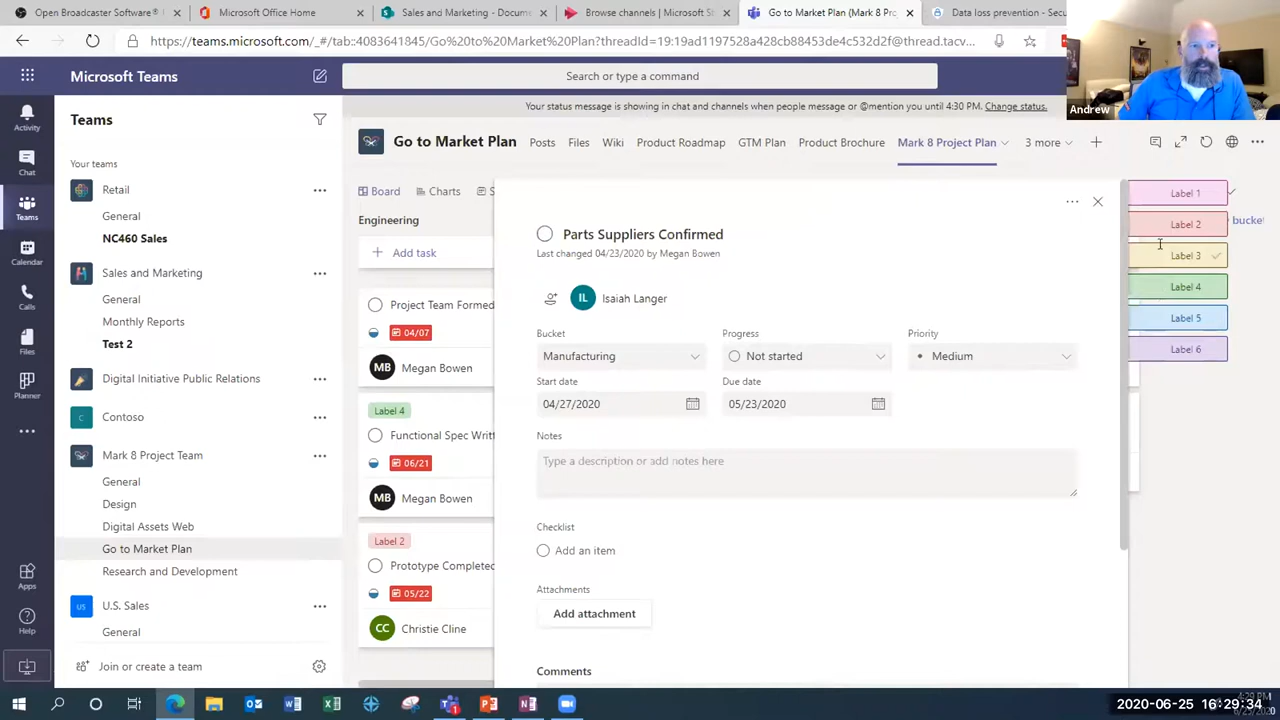 Open Broadcaster Software®
Microsoft Office Home
Sales and Marketing - Docume
Browse channels | Microsoft St
Go to Market Plan (Mark 8 Pro
Data loss prevention - Secu
https://teams.microsoft.com/_#/tab::4083641845/Go%20to%20Market%20Plan?threadId=19:19ad1197528a428cb88453de4c532d2f@thread.tacv...
Andrew
Microsoft Teams
Search or type a command
Your status message is showing in chat and channels when people message or @mention you until 4:30 PM. Change status.
Activity
Chat
Teams
Calendar
Calls
Files
Planner
Apps
Help
Teams
Your teams
Retail
General
NC460 Sales
Sales and Marketing
General
Monthly Reports
Test 2
Digital Initiative Public Relations
C
Contoso
Mark 8 Project Team
General
Design
Digital Assets Web
Go to Market Plan
Research and Development
US
U.S. Sales
General
Join or create a team
Go to Market Plan
Posts
Files
Wiki
Product Roadmap
GTM Plan
Product Brochure
Mark 8 Project Plan
3 more
Board
Charts
S
Engineering
Add task
Project Team Formed
04/07
MB Megan Bowen
Label 4
Functional Spec Writt
06/21
MB Megan Bowen
Label 2
Prototype Completed
05/22
CC Christie Cline
Parts Suppliers Confirmed
Last changed 04/23/2020 by Megan Bowen
IL Isaiah Langer
Bucket
Progress
Priority
Manufacturing
Not started
Medium
Start date
Due date
04/27/2020
05/23/2020
Notes
Type a description or add notes here
Checklist
Add an item
Attachments
Add attachment
Comments
Label 1
Label 2
Label 3
Label 4
Label 5
Label 6
bucket
2020-06-25 16:29:34